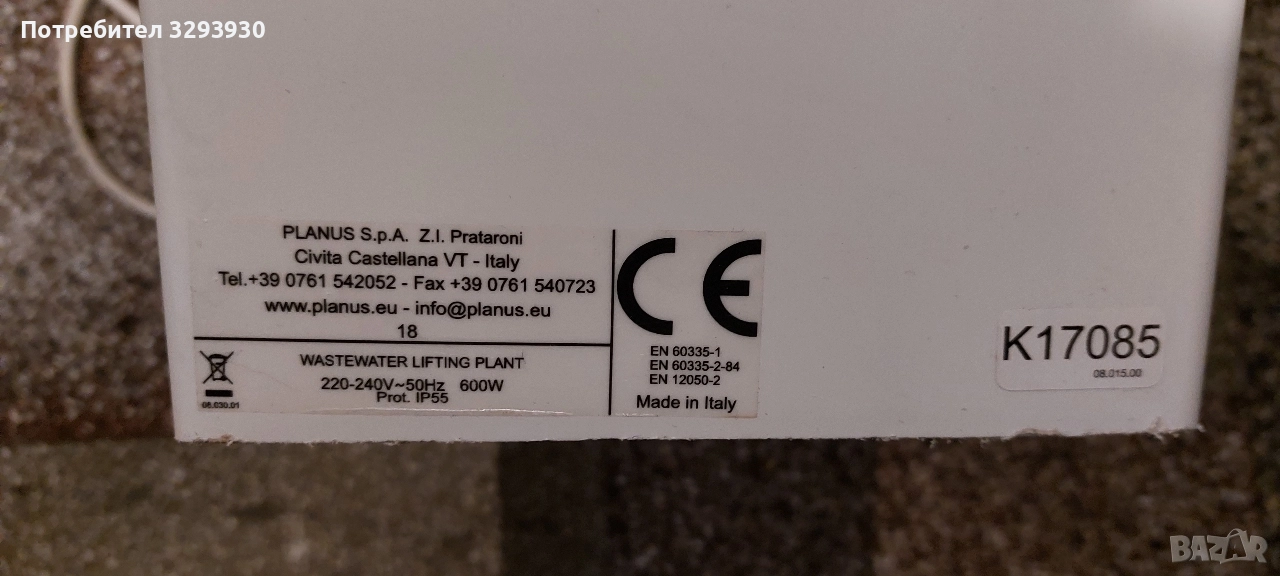 Потребител 3293930
PLANUS S.p.A. Z.I. Prataroni
Civita Castellana VT - Italy
Tel.+39 0761 542052 - Fax +39 0761 540723
www.planus.eu - info@planus.eu
18
WASTEWATER LIFTING PLANT
220-240V~50Hz 600W
Prot. IP55
08.030.01
CE
EN 60335-1
EN 60335-2-84
EN 12050-2
Made in Italy
K17085
08.015.00
BAZAR